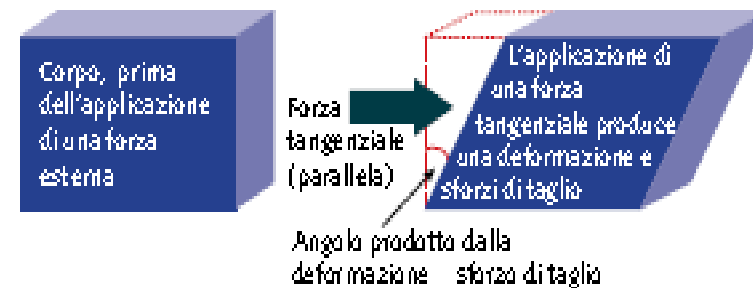 Corpo, prima
dell'applicazione
di una forza
esterna
Forza
tangenziale
(parallela)
L'applicazione di
una forza
tangenziale produce
una deformazione e
sforzi di taglio
Angolo prodotto dalla
deformazione sforzo di taglio